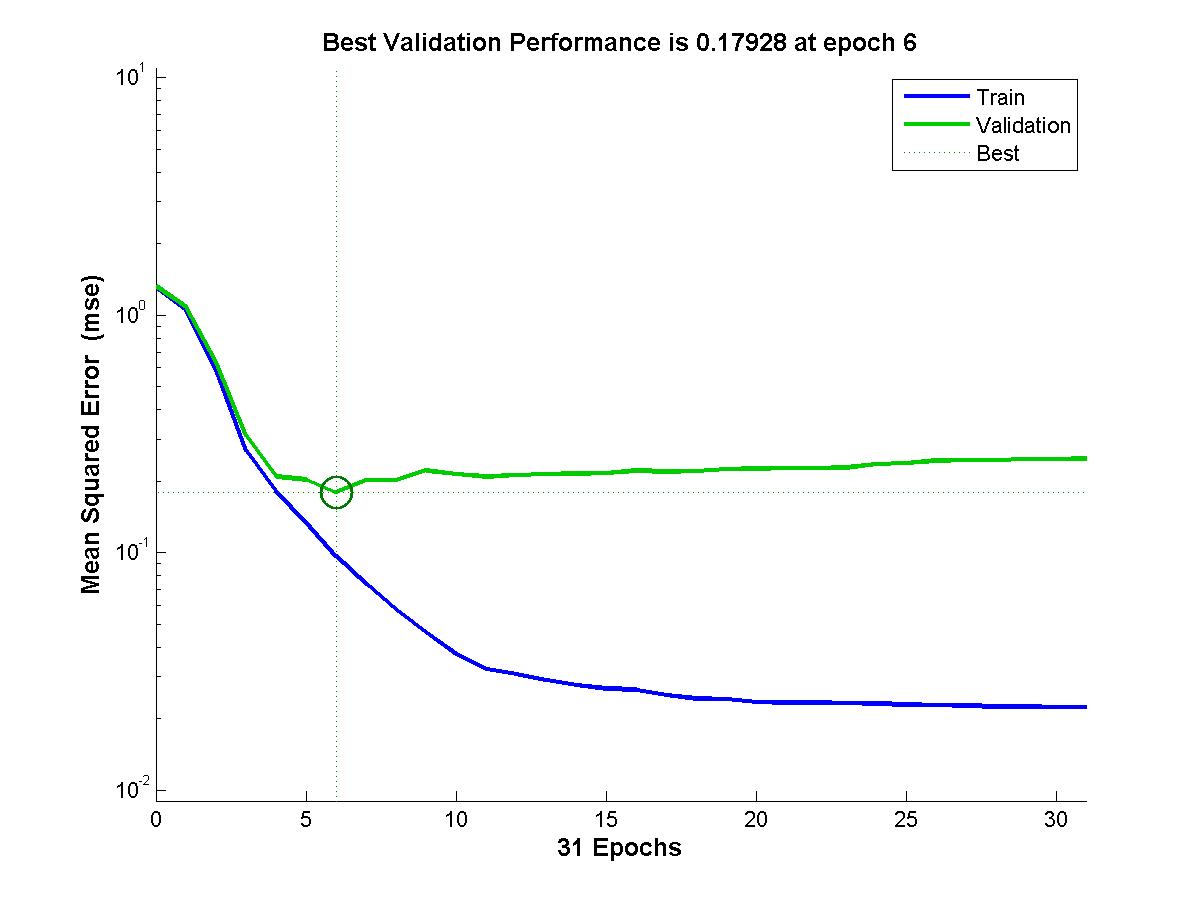 Best Validation Performance is 0.17928 at epoch 6
10^1
Train
Validation
Best
10^0
Mean Squared Error (mse)
10^-1
10^-2
0 5 10 15 20 25 30
31 Epochs